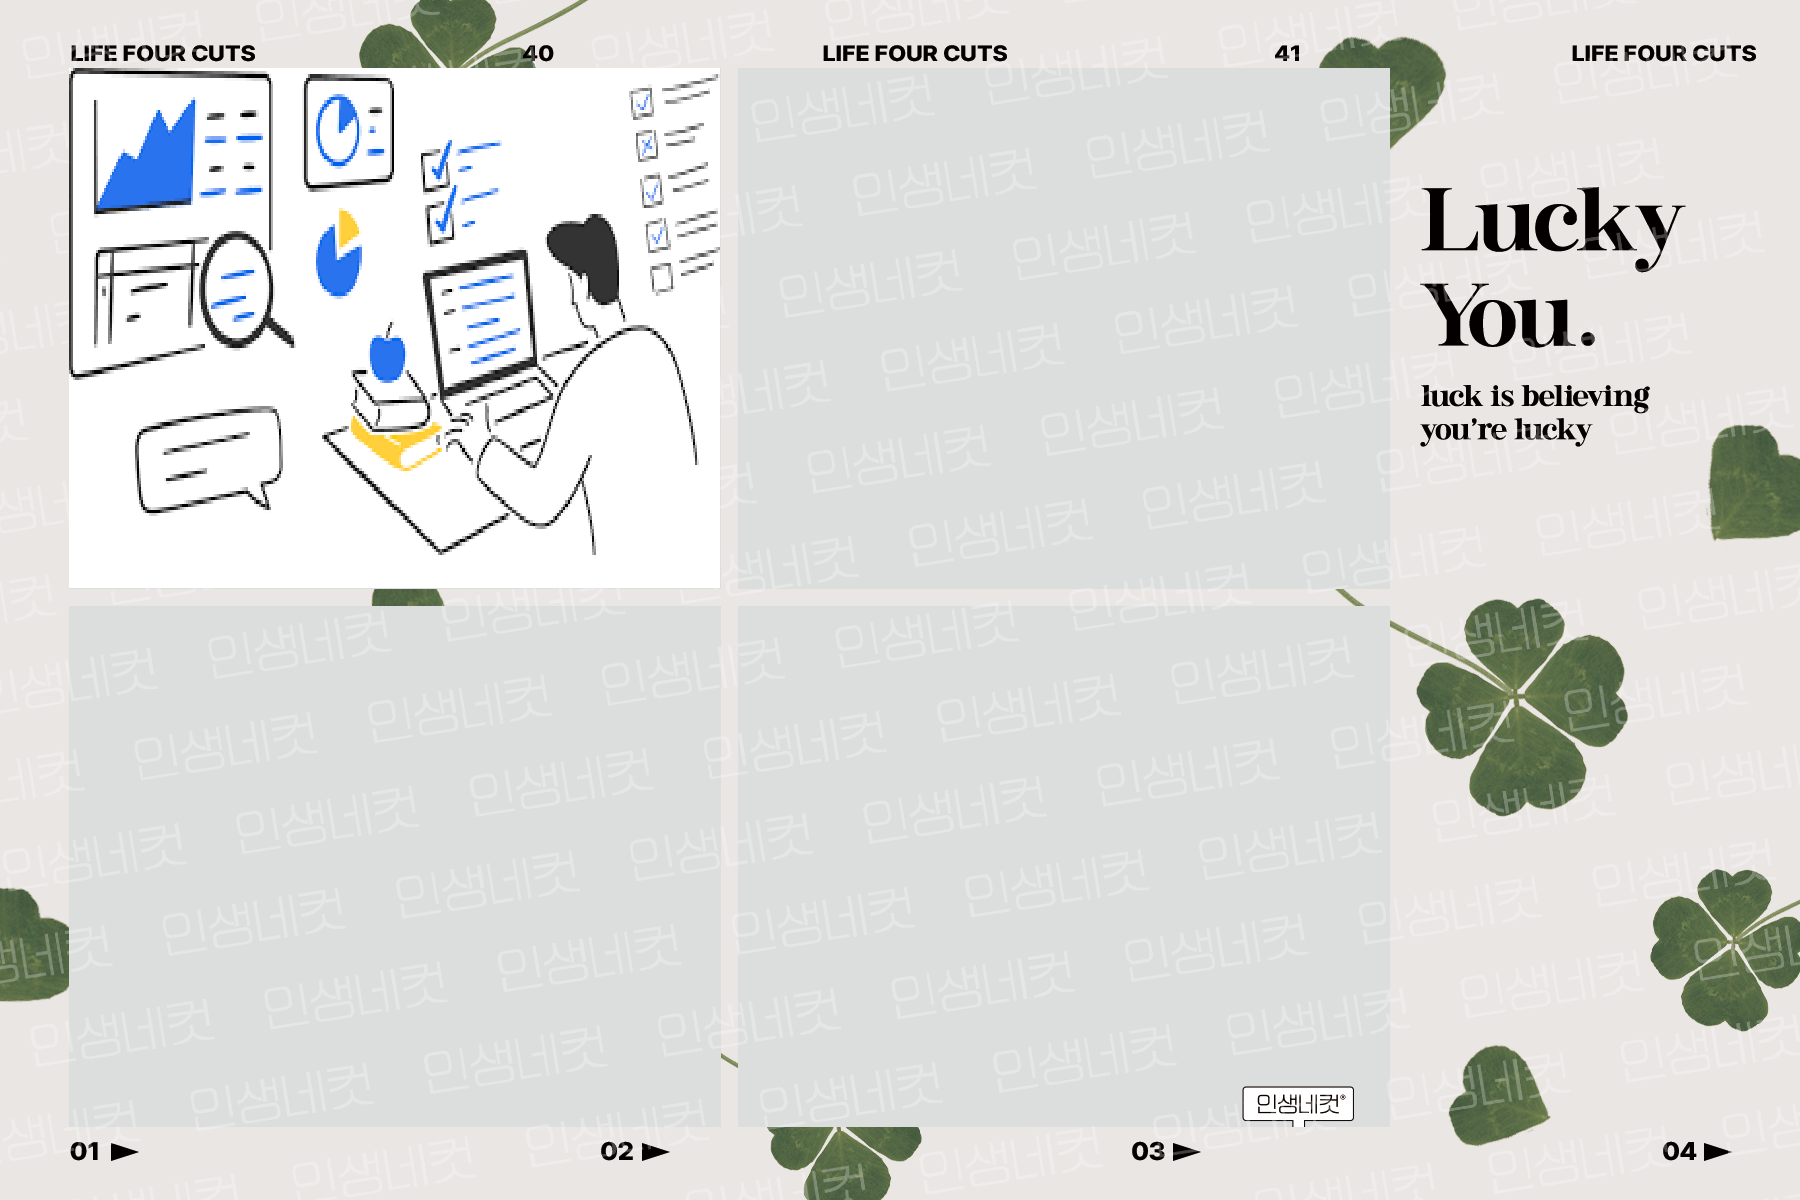 LIFE FOUR CUTS 40 LIFE FOUR CUTS 41 LIFE FOUR CUTS
Lucky
You.
luck is believing
you're lucky
인생네컷®
01 02 03 04